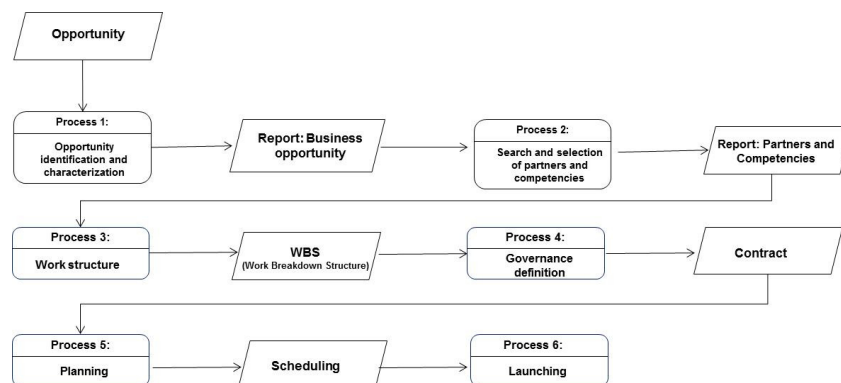 Opportunity
Process 1:
Opportunity
identification and
characterization
Report: Business
opportunity
Process 2:
Search and selection
of partners and
competencies
Report: Partners and
Competencies
Process 3:
Work structure
WBS
(Work Breakdown Structure)
Process 4:
Governance
definition
Contract
Process 5:
Planning
Scheduling
Process 6:
Launching